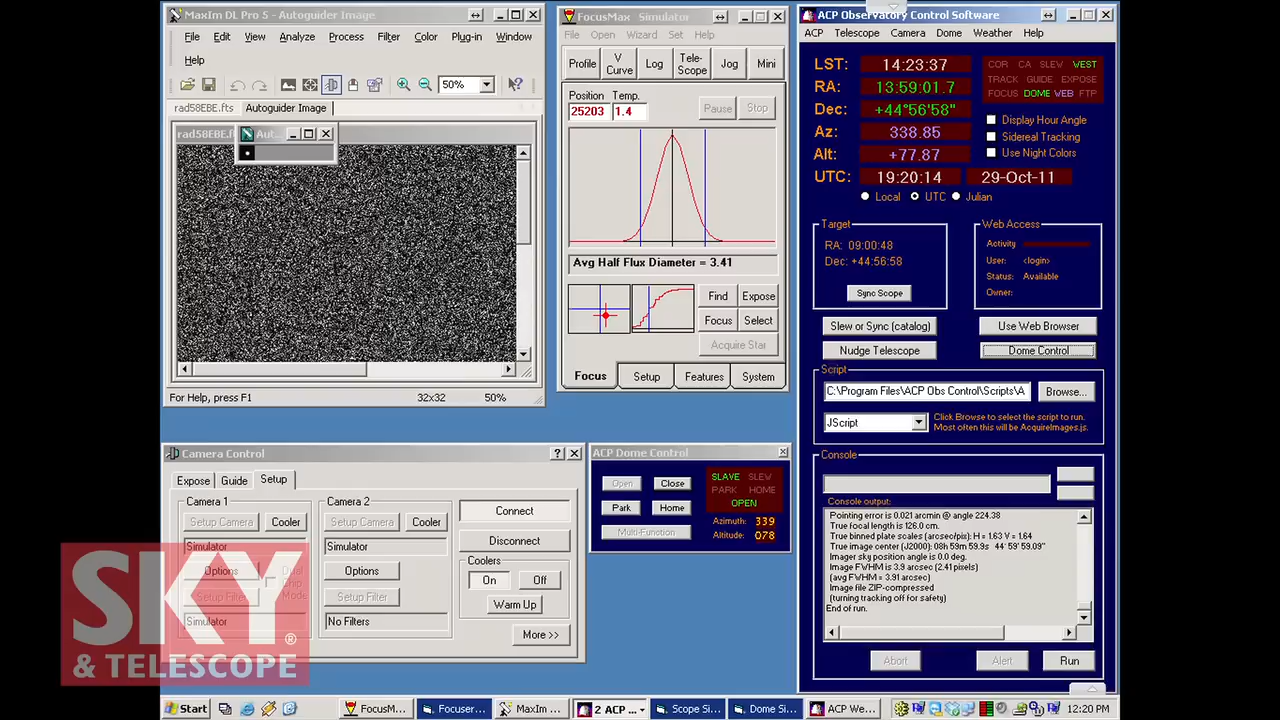 MaxIm DL Pro 5 - Autoguider Image
File Edit View Analyze Process Filter Color Plug-in Window
Help
50%
rad58EBE.fts Autoguider Image
rad58EBE.f
Aut...
For Help, press F1 32x32 50%
FocusMax Simulator
File Open Wizard Set Help
Profile
V Curve
Log
Tele-Scope
Jog
Mini
Position Temp.
25203 1.4 Pause Stop
Avg Half Flux Diameter = 3.41
Find Expose
Focus Select
Acquire Star
Focus Setup Features System
ACP Observatory Control Software
ACP Telescope Camera Dome Weather Help
LST: 14:23:37
RA: 13:59:01.7
Dec: +44°56'58"
Az: 338.85
Alt: +77.87
UTC: 19:20:14 29-Oct-11
COR CA SLEW WEST
TRACK GUIDE EXPOSE
FOCUS DOME WEB FTP
Display Hour Angle
Sidereal Tracking
Use Night Colors
Local UTC Julian
Target
RA: 09:00:48
Dec: +44:56:58
Sync Scope
Web Access
Activity
User: <login>
Status: Available
Owner:
Slew or Sync (catalog) Use Web Browser
Nudge Telescope Dome Control
Script
C:\Program Files\ACP Obs Control\Scripts\A Browse...
JScript
Click Browse to select the script to run.
Most often this will be AcquireImages.js.
Console
Console output:
Pointing error is 0.021 arcmin @ angle 224.38
True focal length is 126.0 cm.
True binned plate scales (arcsec/pix): H = 1.63 V = 1.64
True image center (J2000): 08h 59m 59.9s 44° 59' 59.09"
Imager sky position angle is 0.0 deg.
Image FWHM is 3.9 arcsec (2.41 pixels)
(avg FWHM = 3.91 arcsec)
Image file ZIP-compressed
(turning tracking off for safety)
End of run.
Abort Alert Run
Camera Control
Expose Guide Setup
Camera 1
Setup Camera Cooler
Simulator
Options
Dual Chip Mode
Setup Filter
Simulator
Camera 2
Setup Camera Cooler
Simulator
Options
Setup Filter
No Filters
Connect
Disconnect
Coolers
On Off
Warm Up
More >>
ACP Dome Control
Open Close
Park Home
Multi-Function
SLAVE SLEW
PARK HOME
OPEN
Azimuth: 339
Altitude: 078
SKY®
& TELESCOPE
Start FocusM... Focuser... MaxIm ... 2 ACP ... Scope Si... Dome Si... ACP We... 12:20 PM